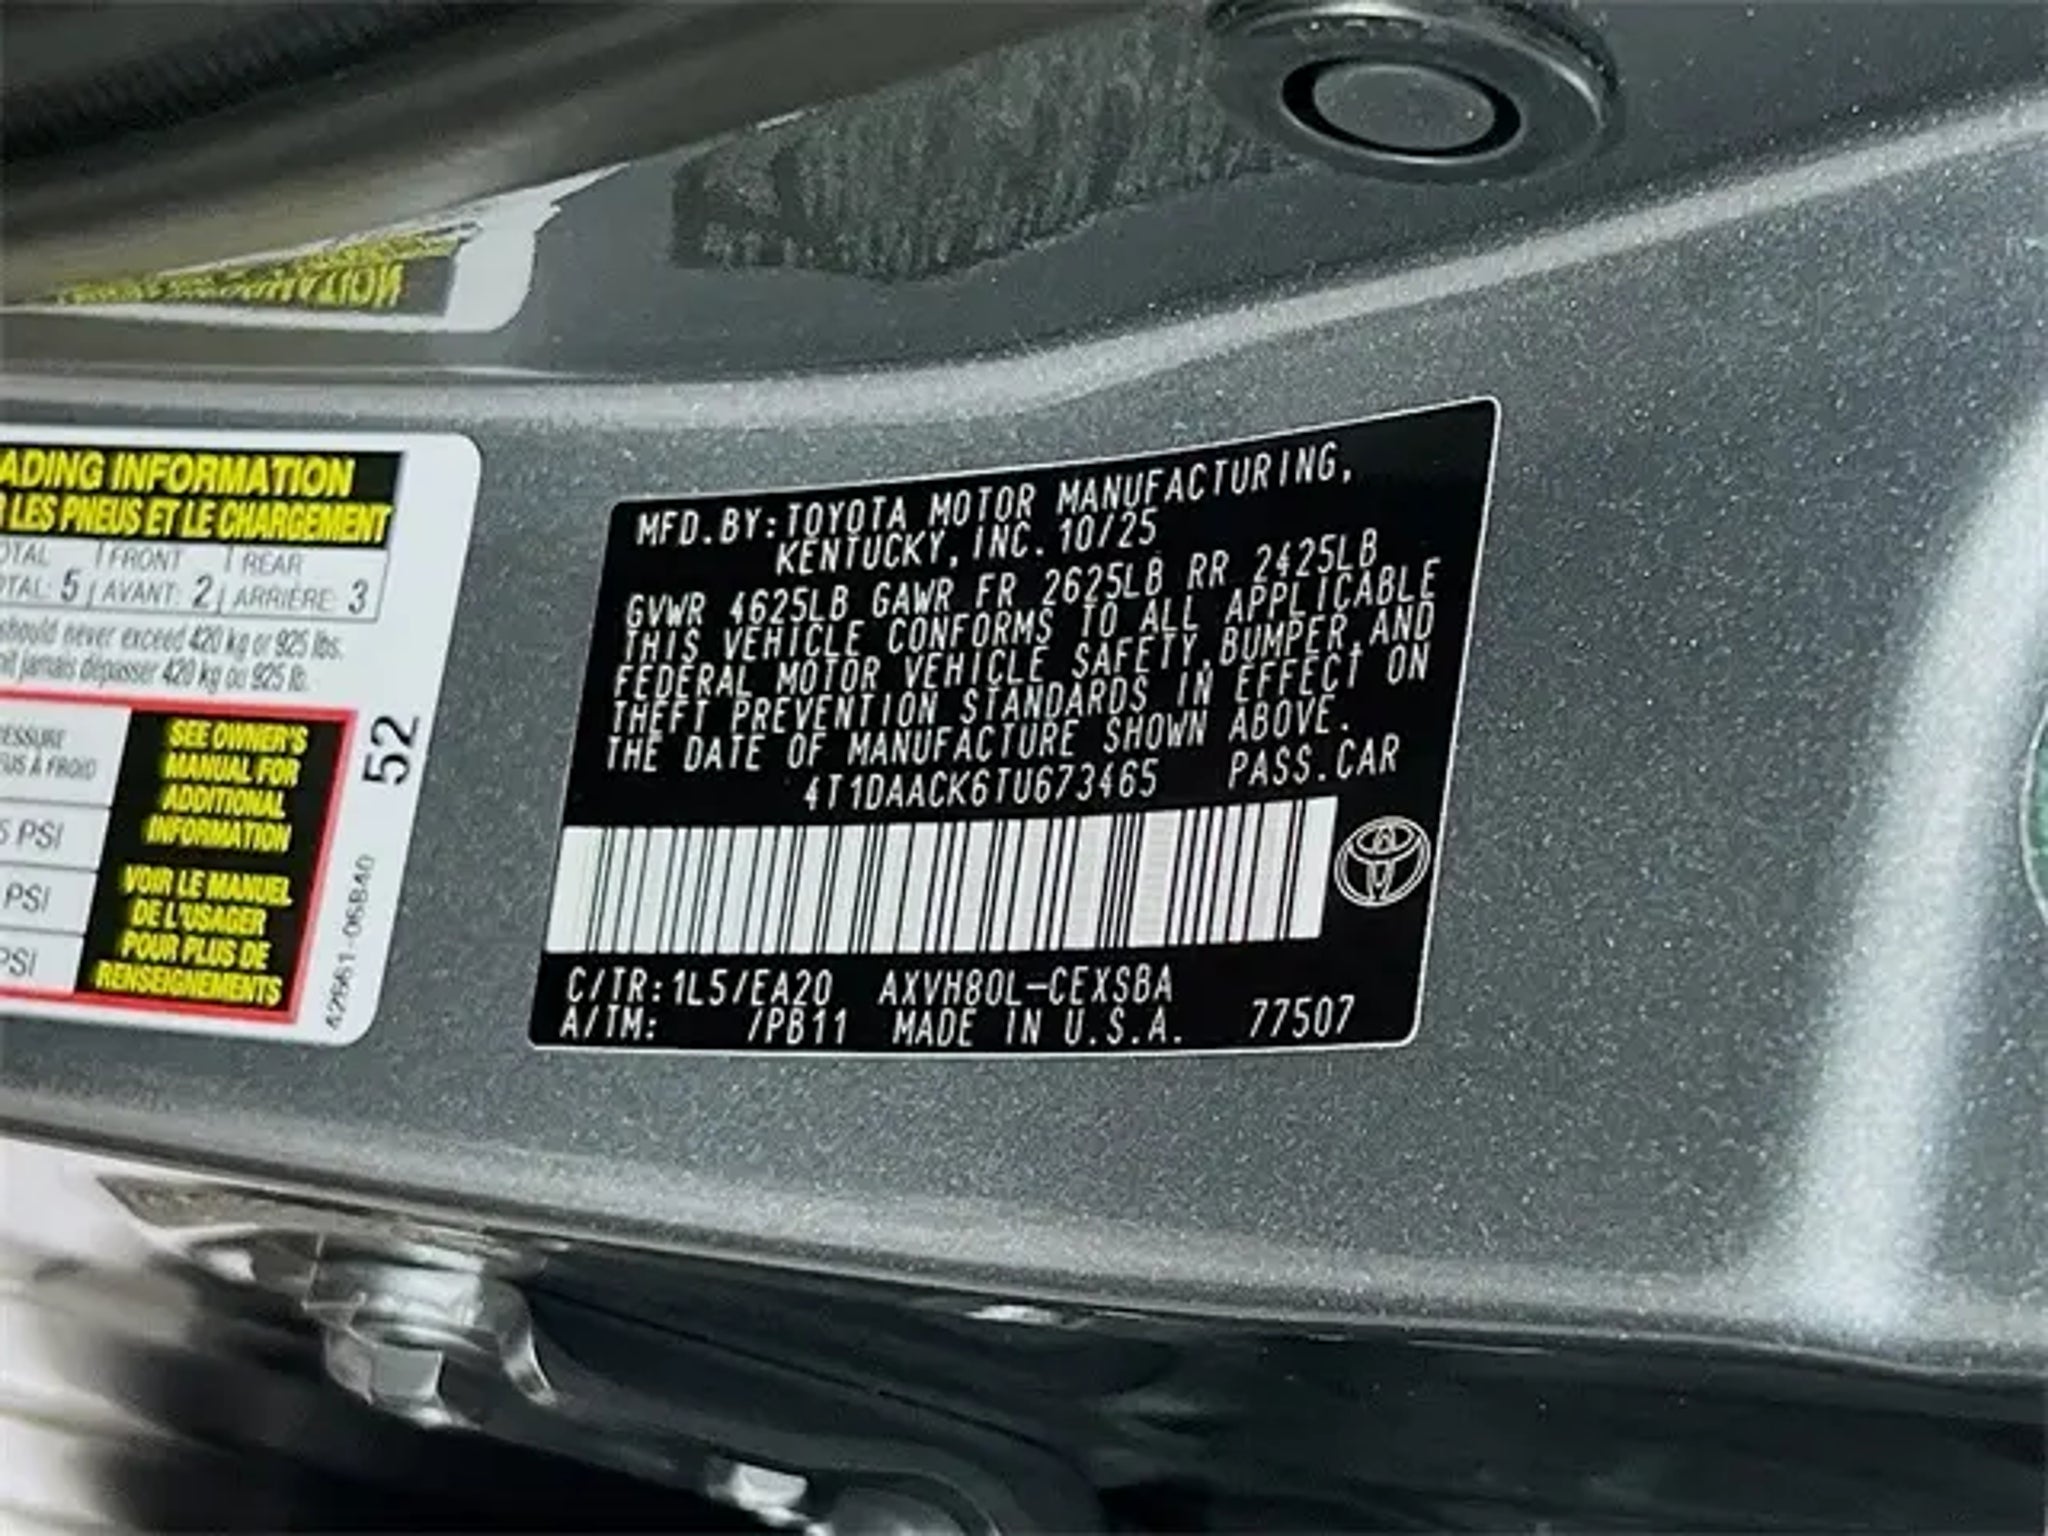 ADING INFORMATION
LES PNEUS ET LE CHARGEMENT
FRONT REAR
5 AVANT: 2 ARRIÈRE: 3
should never exceed 420 kg or 925 lbs.
jamais dépasser 420 kg ou 925 lb.
SEE OWNER'S
MANUAL FOR
ADDITIONAL
INFORMATION
VOIR LE MANUEL
DE L'USAGER
POUR PLUS DE
RENSEIGNEMENTS
PSI
PSI
PSI
52
42661-06BA0
MFD.BY:TOYOTA MOTOR MANUFACTURING,
KENTUCKY, INC. 10/25
GVWR 4625LB GAWR FR 2625LB RR 2425LB
THIS VEHICLE CONFORMS TO ALL APPLICABLE
FEDERAL MOTOR VEHICLE SAFETY,BUMPER,AND
THEFT PREVENTION STANDARDS IN EFFECT ON
THE DATE OF MANUFACTURE SHOWN ABOVE.
4T1DAACK6TU673465 PASS.CAR
C/TR:1L5/EA20 AXVH80L-CEXSBA
A/TM: /PB11 MADE IN U.S.A. 77507